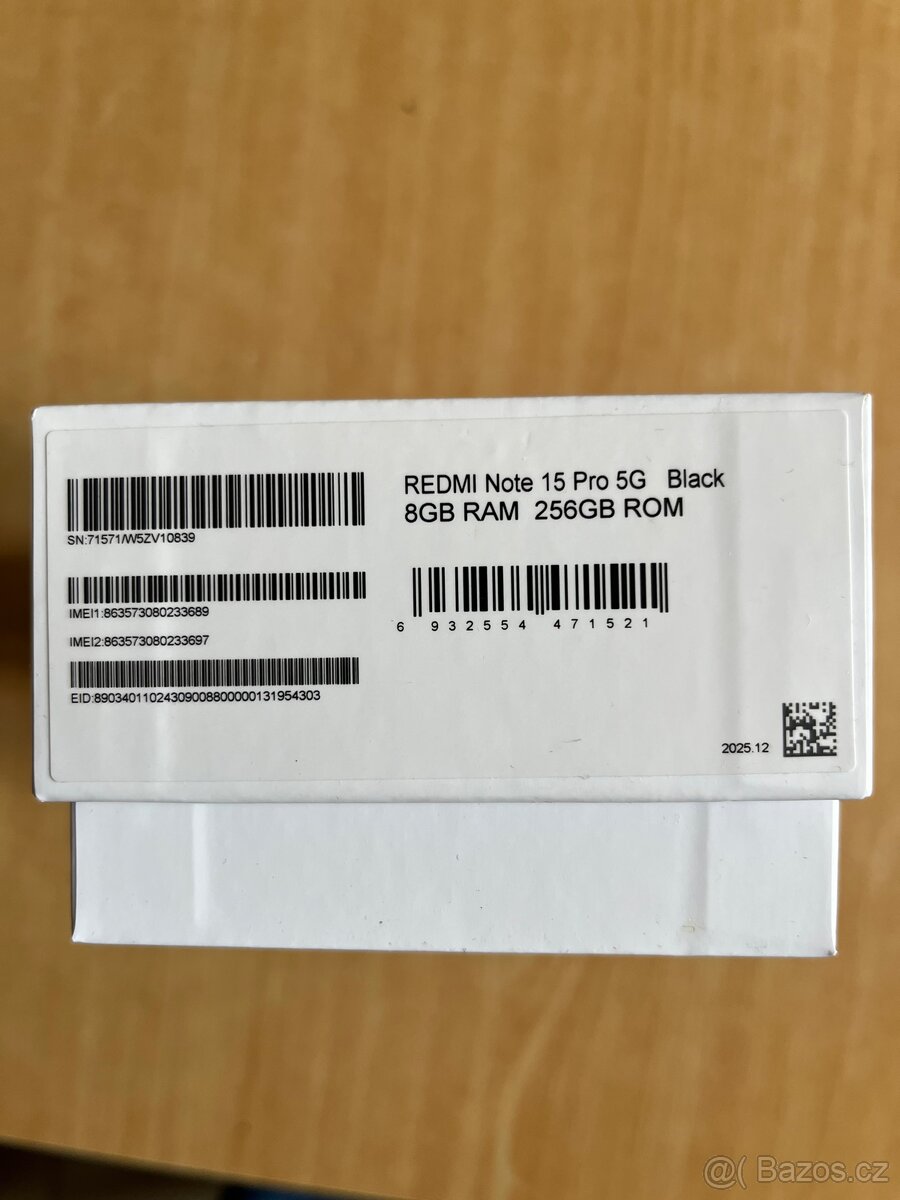 SN:71571/W5ZV10839
IMEI1:863573080233689
IMEI2:863573080233697
EID:89034011024309008800000131954303
REDMI Note 15 Pro 5G Black
8GB RAM 256GB ROM
6 932554 471521
2025.12
@( Bazos.cz